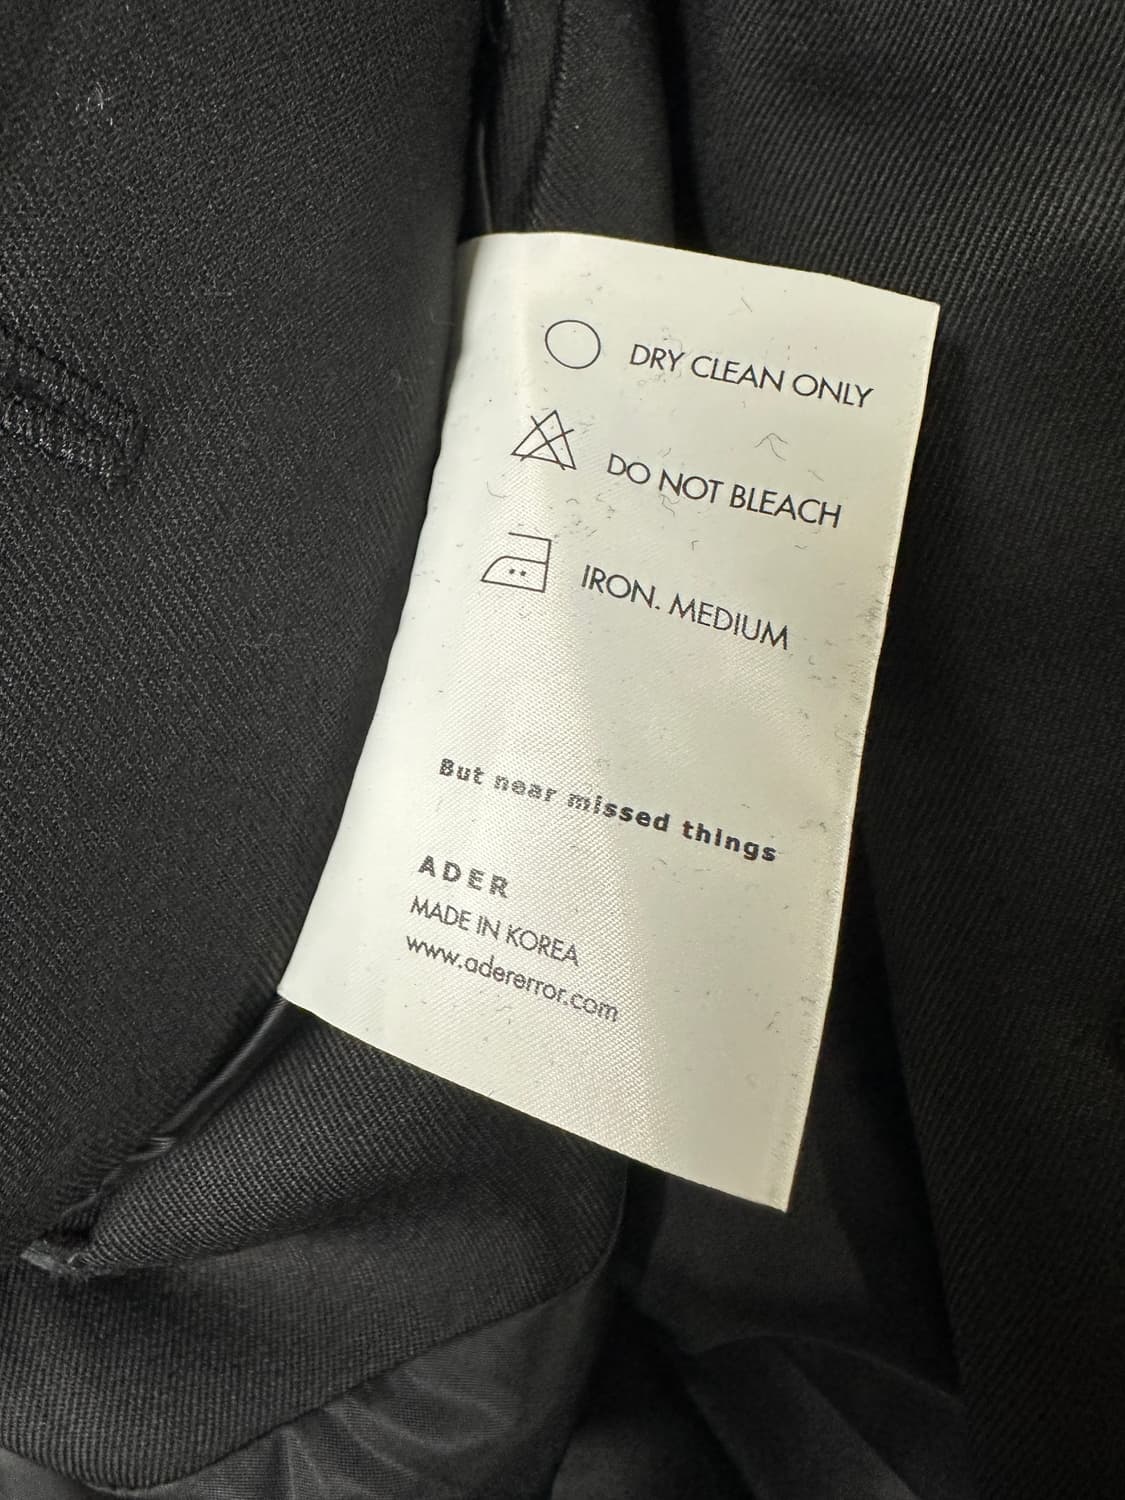 DRY CLEAN ONLY
DO NOT BLEACH
IRON. MEDIUM
But near missed things
ADER
MADE IN KOREA
www.adererror.com